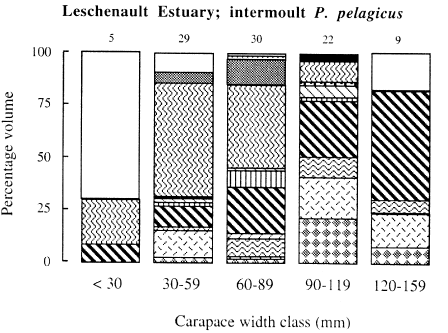 Leschenault Estuary; intermoult P. pelagicus
5 29 30 22 9
100
75
50
25
0
Percentage volume
< 30 30-59 60-89 90-119 120-159
Carapace width class (mm)